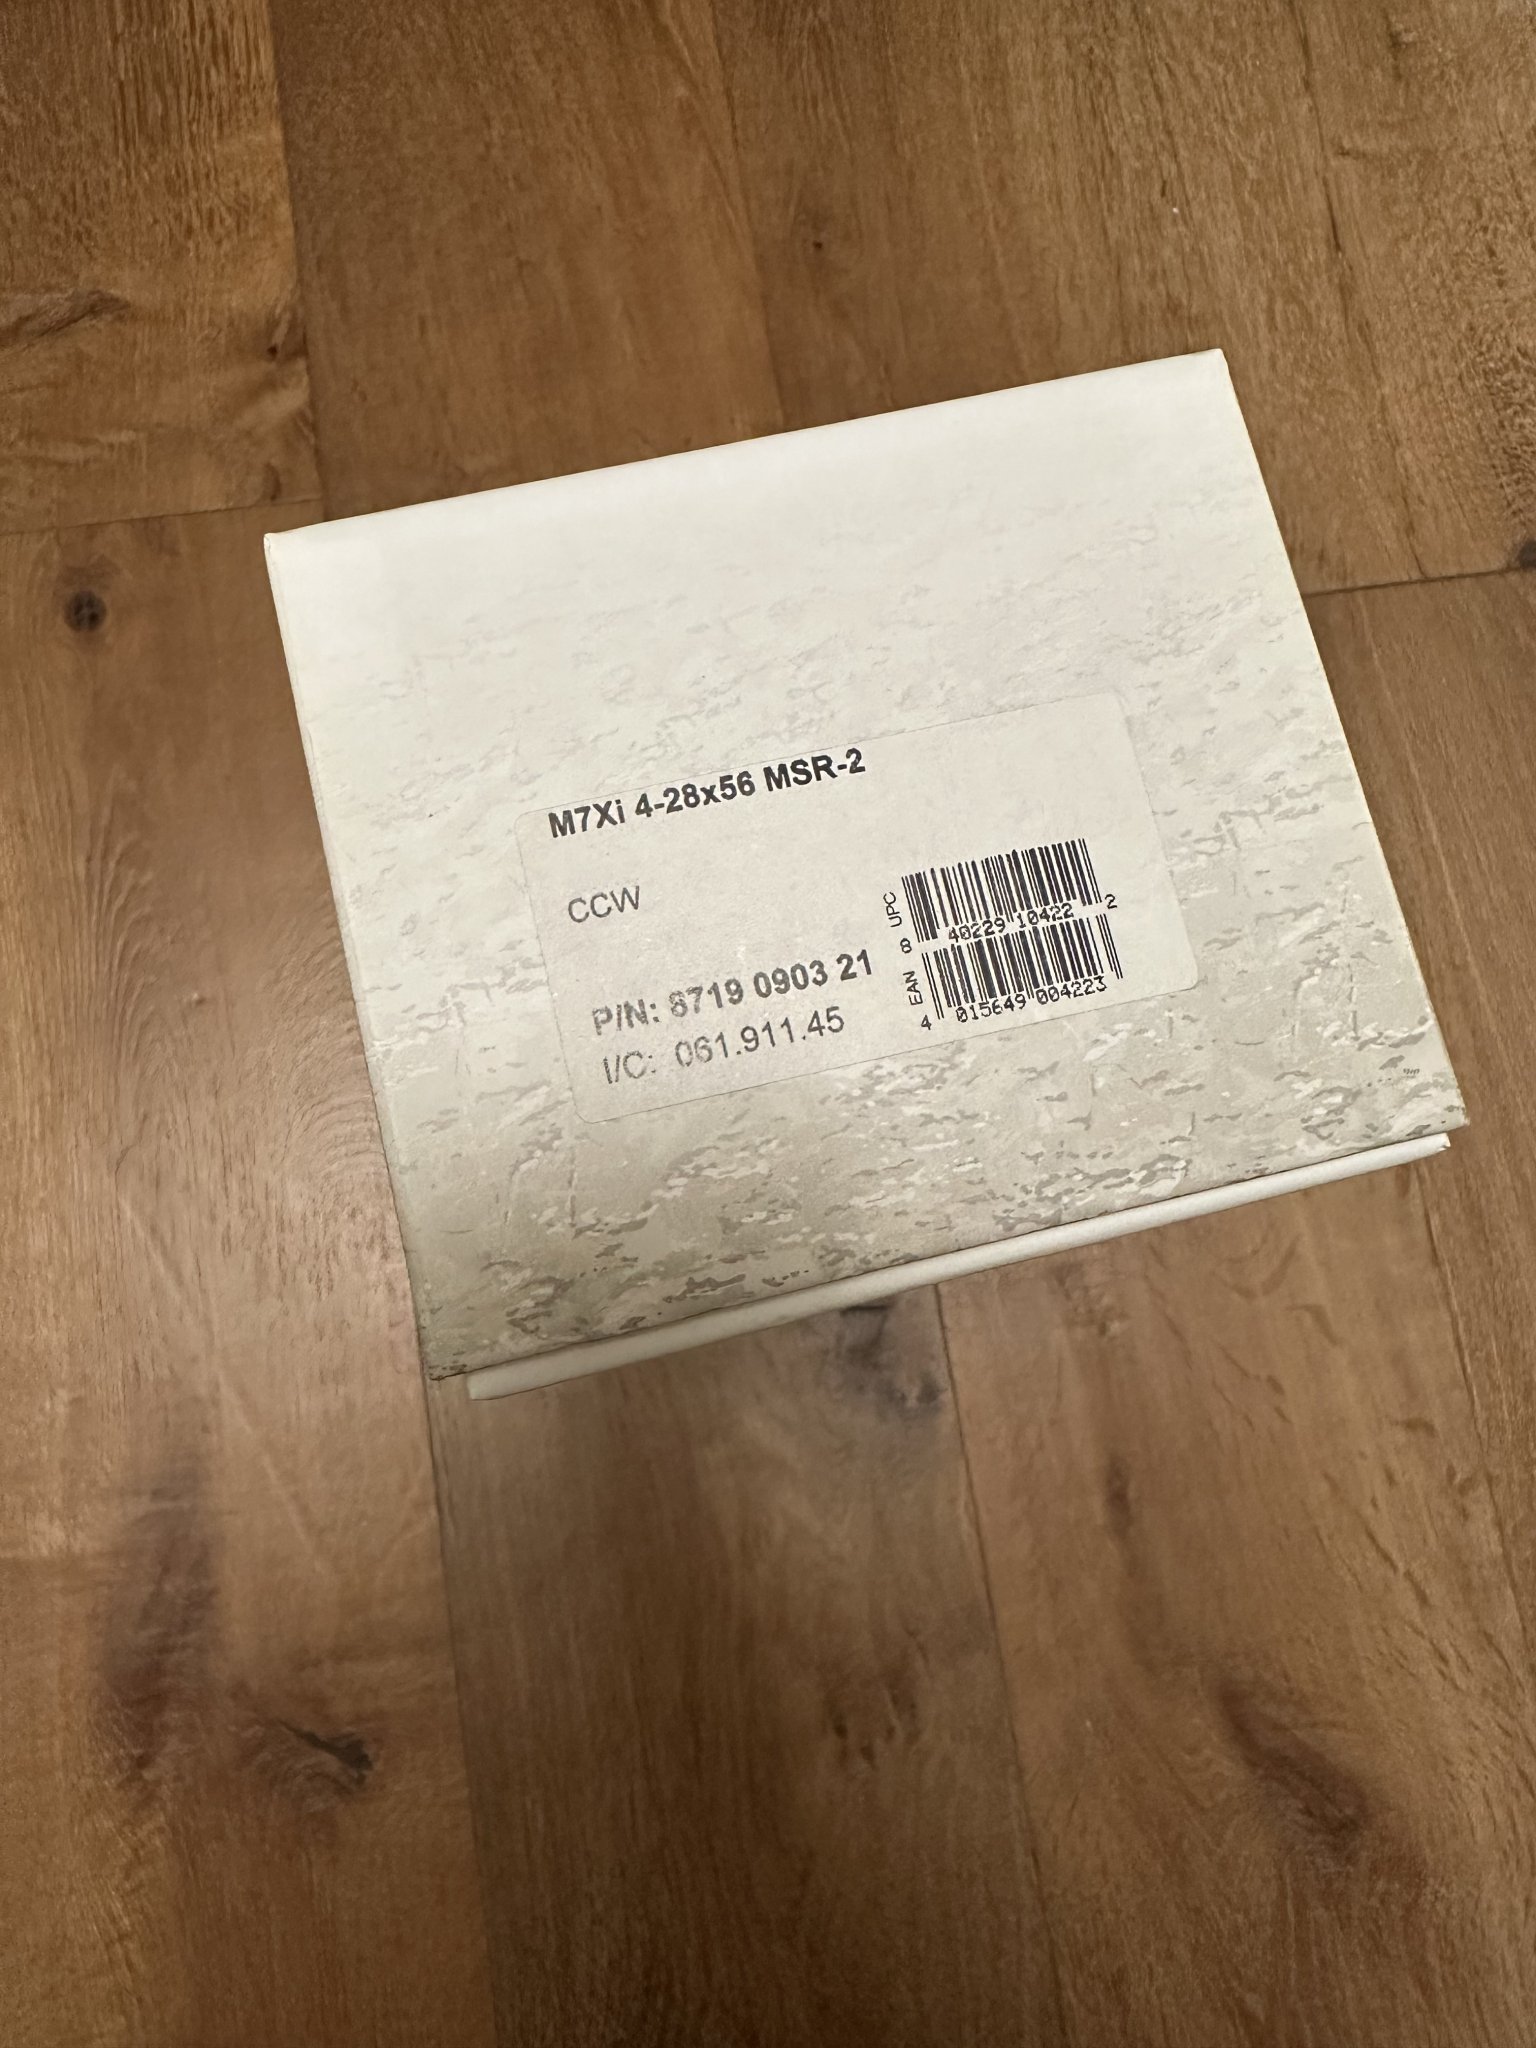 M7Xi 4-28x56 MSR-2
CCW
P/N: 8719 0903 21
I/C: 061.911.45
UPC
8 40229 10422 2
EAN
4 015649 004223